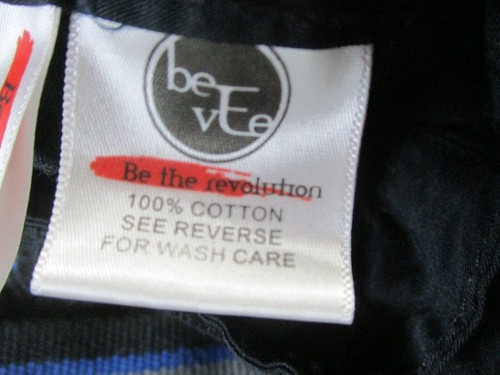 be
vEe
Be the revolution
100% COTTON
SEE REVERSE
FOR WASH CARE